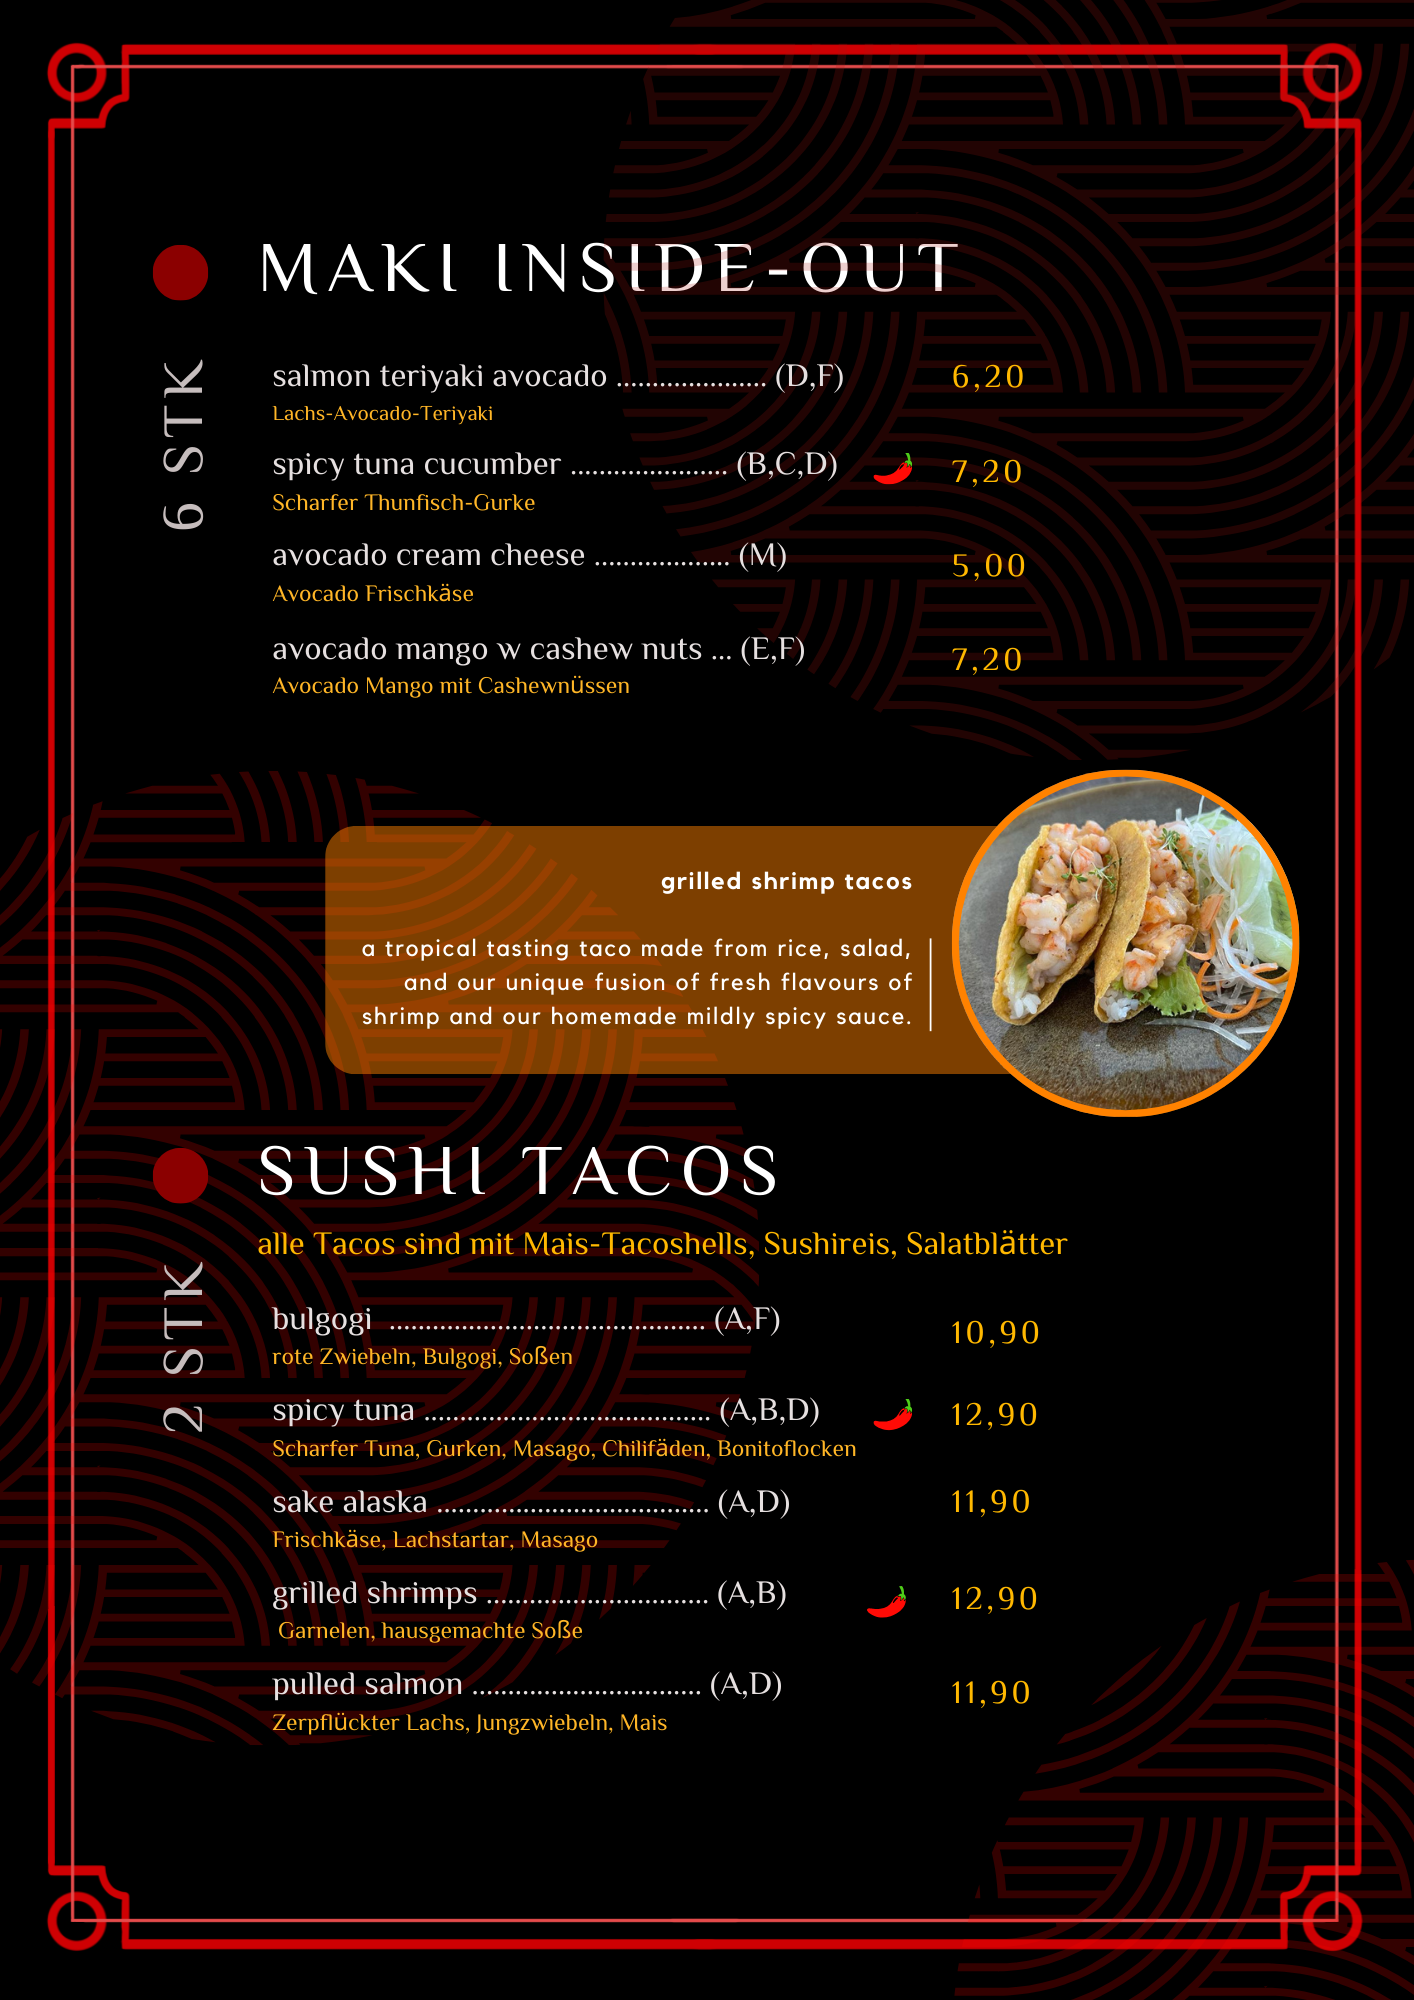 MAKI INSIDE-OUT
6 STK
salmon teriyaki avocado ..................... (D,F) 6,20
Lachs-Avocado-Teriyaki
spicy tuna cucumber ...................... (B,C,D) 7,20
Scharfer Thunfisch-Gurke
avocado cream cheese ................... (M) 5,00
Avocado Frischkäse
avocado mango w cashew nuts ... (E,F) 7,20
Avocado Mango mit Cashewnüssen
grilled shrimp tacos
a tropical tasting taco made from rice, salad,
and our unique fusion of fresh flavours of
shrimp and our homemade mildly spicy sauce.
SUSHI TACOS
alle Tacos sind mit Mais-Tacoshells, Sushireis, Salatblätter
2 STK
bulgogi ............................................ (A,F) 10,90
rote Zwiebeln, Bulgogi, Soßen
spicy tuna ........................................ (A,B,D) 12,90
Scharfer Tuna, Gurken, Masago, Chilifäden, Bonitoflocken
sake alaska ...................................... (A,D) 11,90
Frischkäse, Lachstartar, Masago
grilled shrimps ............................... (A,B) 12,90
Garnelen, hausgemachte Soße
pulled salmon ................................ (A,D) 11,90
Zerpflückter Lachs, Jungzwiebeln, Mais